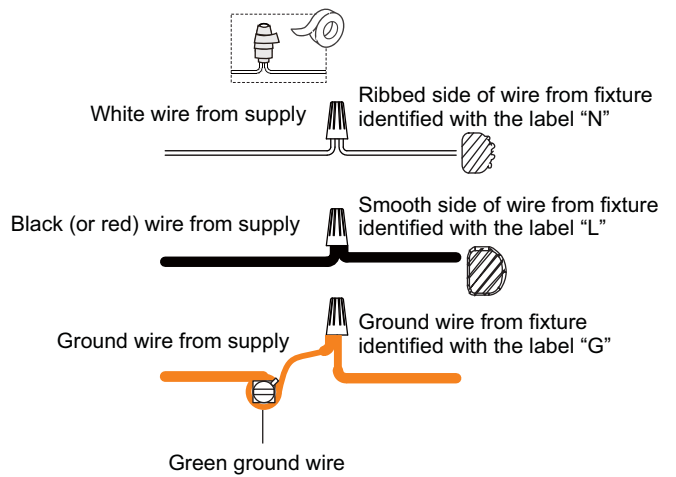 White wire from supply
Ribbed side of wire from fixture
identified with the label “N”
Black (or red) wire from supply
Smooth side of wire from fixture
identified with the label “L”
Ground wire from supply
Ground wire from fixture
identified with the label “G”
Green ground wire